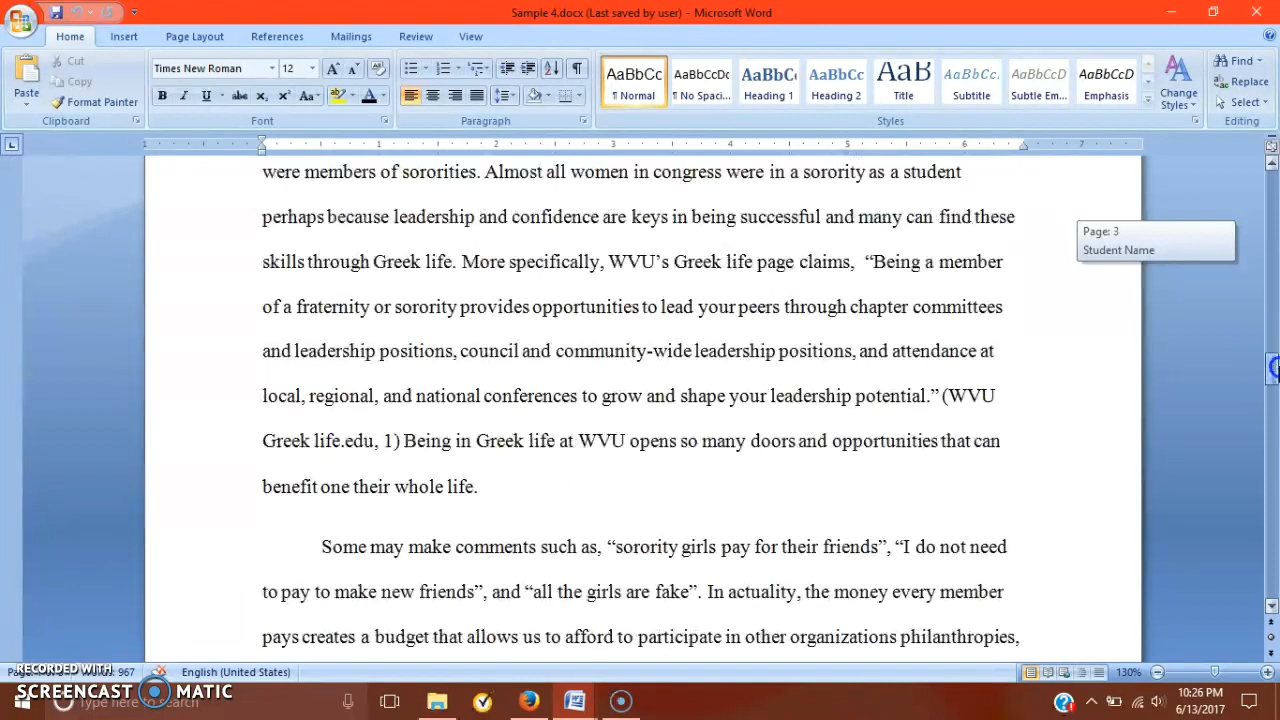 Sample 4.docx (Last saved by user) - Microsoft Word
Home Insert Page Layout References Mailings Review View
Paste
Cut
Copy
Format Painter
Clipboard
Times New Roman 12
Font
Paragraph
AaBbCc
¶ Normal
AaBbCcDc
¶ No Spaci...
AaBbC
Heading 1
AaBbCc
Heading 2
AaB
Title
AaBbCc.
Subtitle
AaBbCcD
Subtle Em...
AaBbCcD
Emphasis
Change
Styles
Styles
Find
Replace
Select
Editing
1 1 2 3 4 5 6 7
were members of sororities. Almost all women in congress were in a sorority as a student
perhaps because leadership and confidence are keys in being successful and many can find these
skills through Greek life. More specifically, WVU’s Greek life page claims,  “Being a member
of a fraternity or sorority provides opportunities to lead your peers through chapter committees
and leadership positions, council and community-wide leadership positions, and attendance at
local, regional, and national conferences to grow and shape your leadership potential.” (WVU
Greek life.edu, 1) Being in Greek life at WVU opens so many doors and opportunities that can
benefit one their whole life.
Some may make comments such as, “sorority girls pay for their friends”, “I do not need
to pay to make new friends”, and “all the girls are fake”. In actuality, the money every member
pays creates a budget that allows us to afford to participate in other organizations philanthropies,
Page: 3
Student Name
967
English (United States)
130%
RECORDED WITH
SCREENCAST MATIC
Type here to search
10:26 PM
6/13/2017